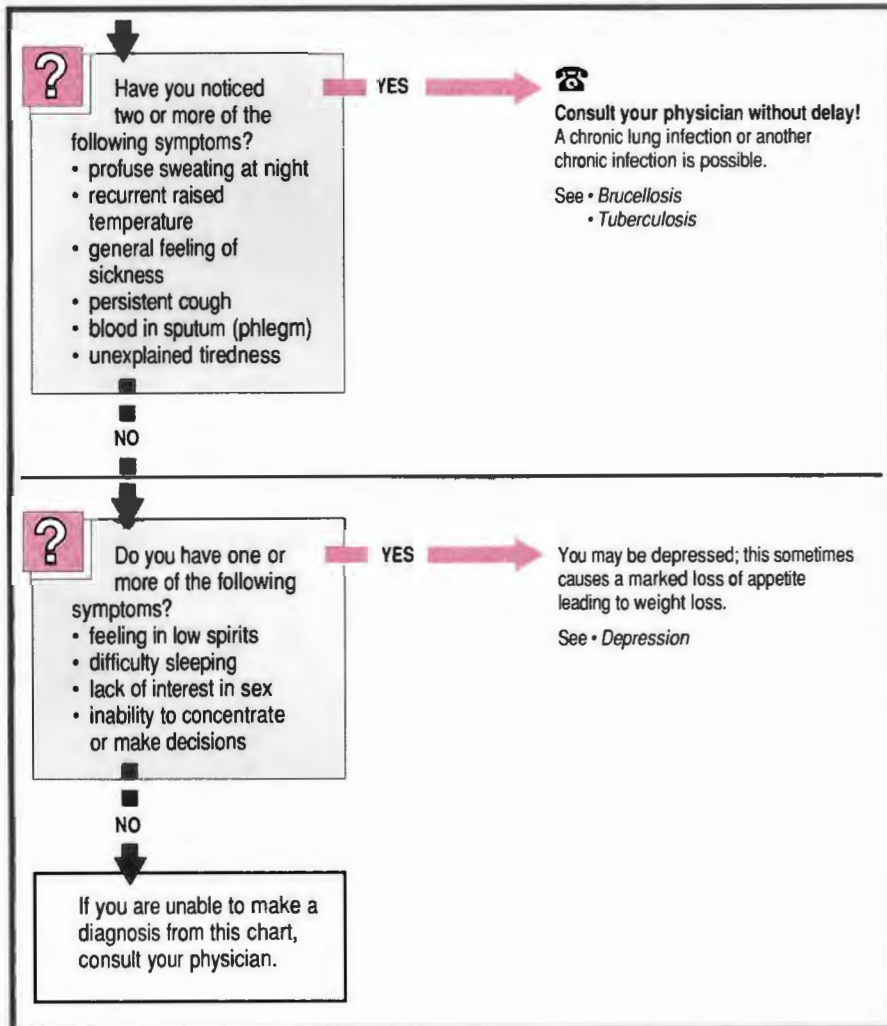 ?
Have you noticed
two or more of the
following symptoms?
• profuse sweating at night
• recurrent raised
temperature
• general feeling of
sickness
• persistent cough
• blood in sputum (phlegm)
• unexplained tiredness
YES
Consult your physician without delay!
A chronic lung infection or another
chronic infection is possible.
See • Brucellosis
• Tuberculosis
NO
?
Do you have one or
more of the following
symptoms?
• feeling in low spirits
• difficulty sleeping
• lack of interest in sex
• inability to concentrate
or make decisions
YES
You may be depressed; this sometimes
causes a marked loss of appetite
leading to weight loss.
See • Depression
NO
If you are unable to make a
diagnosis from this chart,
consult your physician.